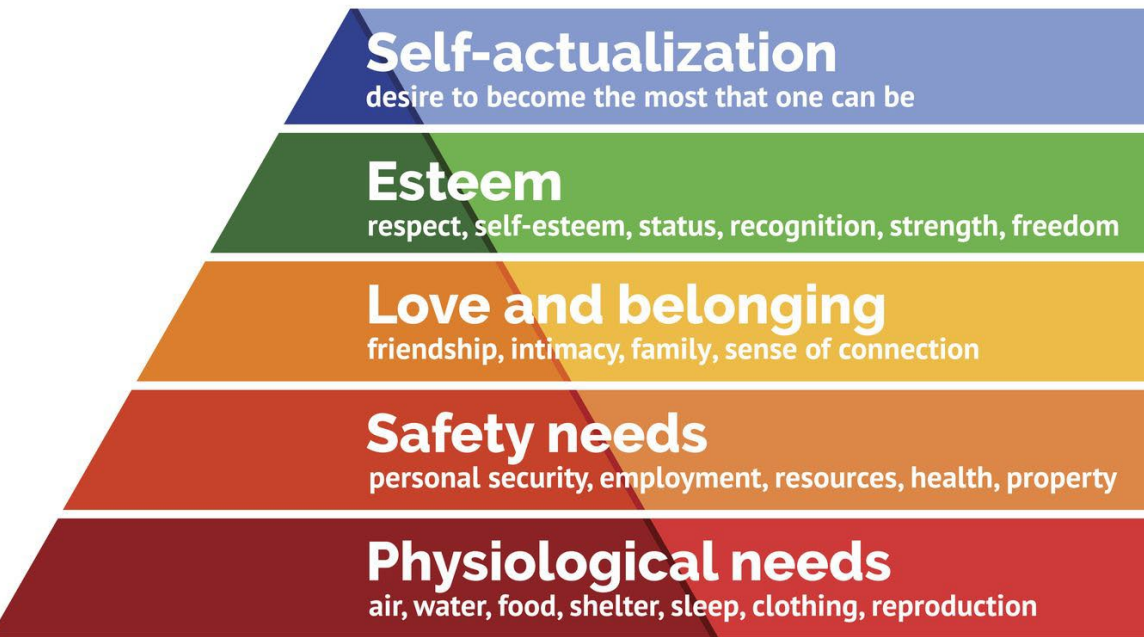 Self-actualization
desire to become the most that one can be
Esteem
respect, self-esteem, status, recognition, strength, freedom
Love and belonging
friendship, intimacy, family, sense of connection
Safety needs
personal security, employment, resources, health, property
Physiological needs
air, water, food, shelter, sleep, clothing, reproduction